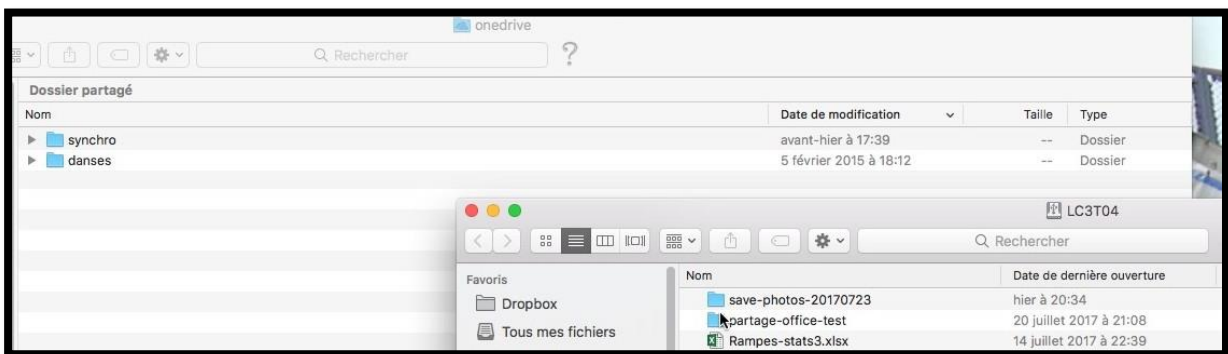 onedrive
Rechercher ?
Dossier partagé
Nom Date de modification Taille Type
synchro avant-hier à 17:39 -- Dossier
danses 5 février 2015 à 18:12 -- Dossier
LC3T04
Rechercher
Favoris Nom Date de dernière ouverture
Dropbox save-photos-20170723 hier à 20:34
partage-office-test 20 juillet 2017 à 21:08
Tous mes fichiers Rampes-stats3.xlsx 14 juillet 2017 à 22:39